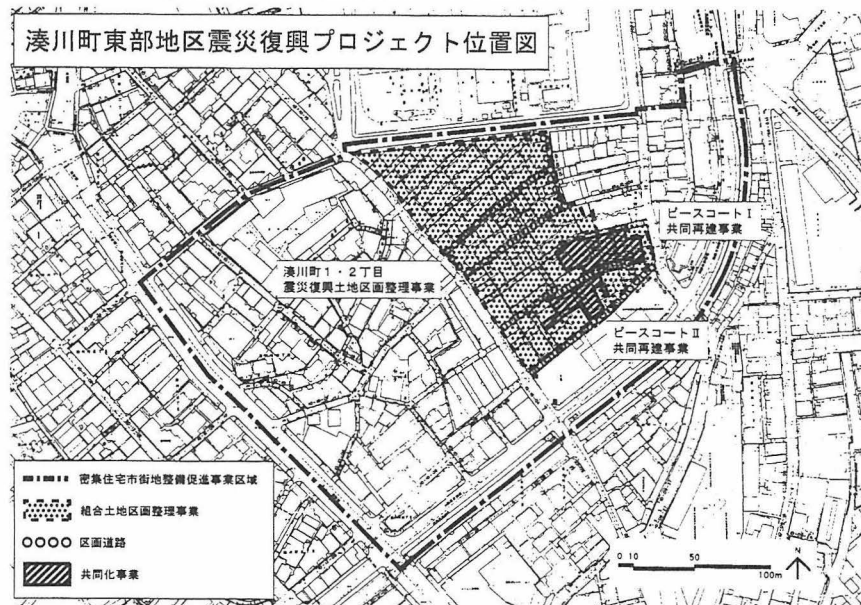 湊川町東部地区震災復興プロジェクト位置図
ピースコートⅠ
共同再建事業
湊川町1・2丁目
震災復興土地区画整理事業
ピースコートⅡ
共同再建事業
密集住宅市街地整備促進事業区域
組合土地区画整理事業
区画道路
共同化事業
0 10 50 100m
N